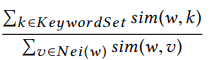 ∑k∈KeywordSet sim(w, k)
∑v∈Nei(w) sim(w, v)